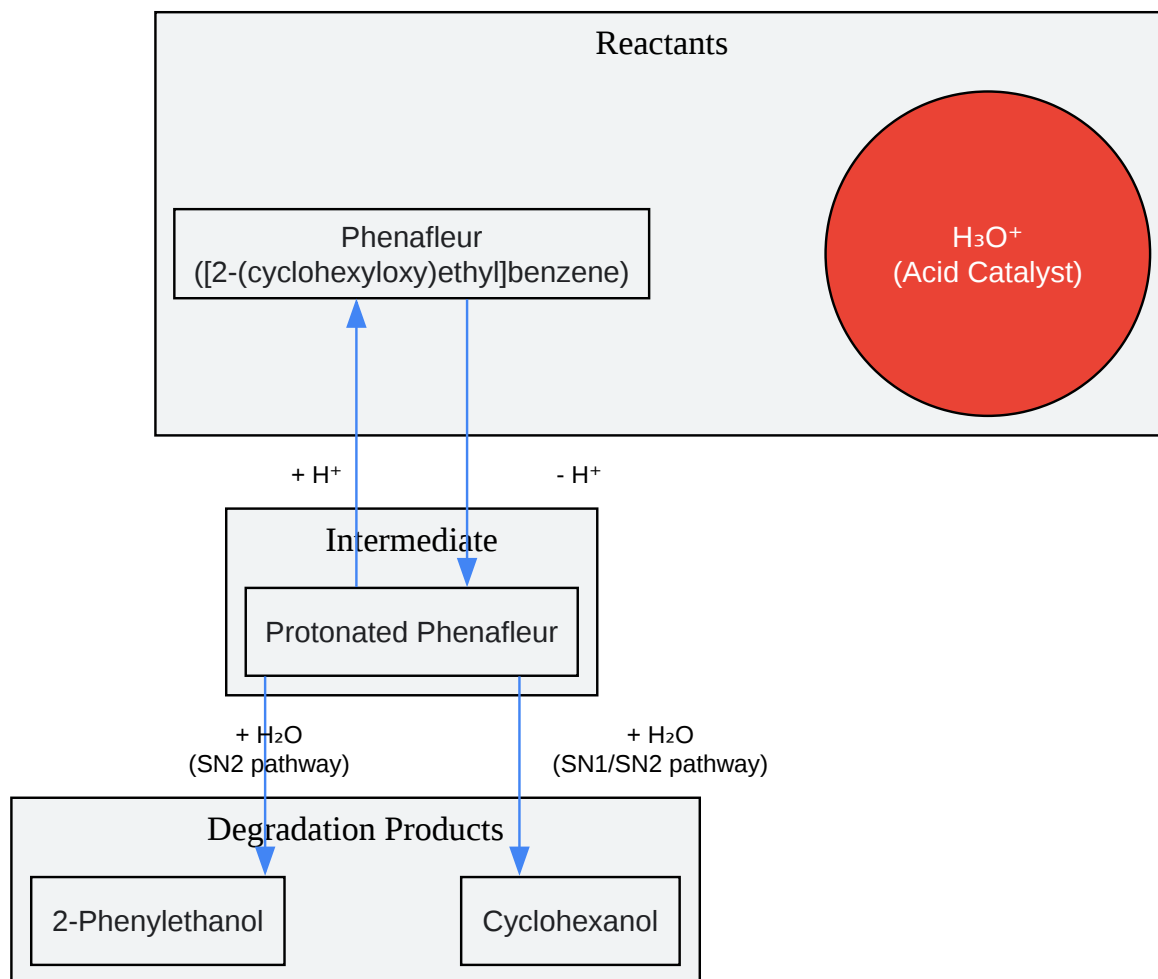 Reactants
Phenafleur
([2-(cyclohexyloxy)ethyl]benzene)
H₃O⁺
(Acid Catalyst)
+ H⁺
- H⁺
Intermediate
Protonated Phenafleur
+ H₂O
(SN2 pathway)
+ H₂O
(SN1/SN2 pathway)
Degradation Products
2-Phenylethanol
Cyclohexanol